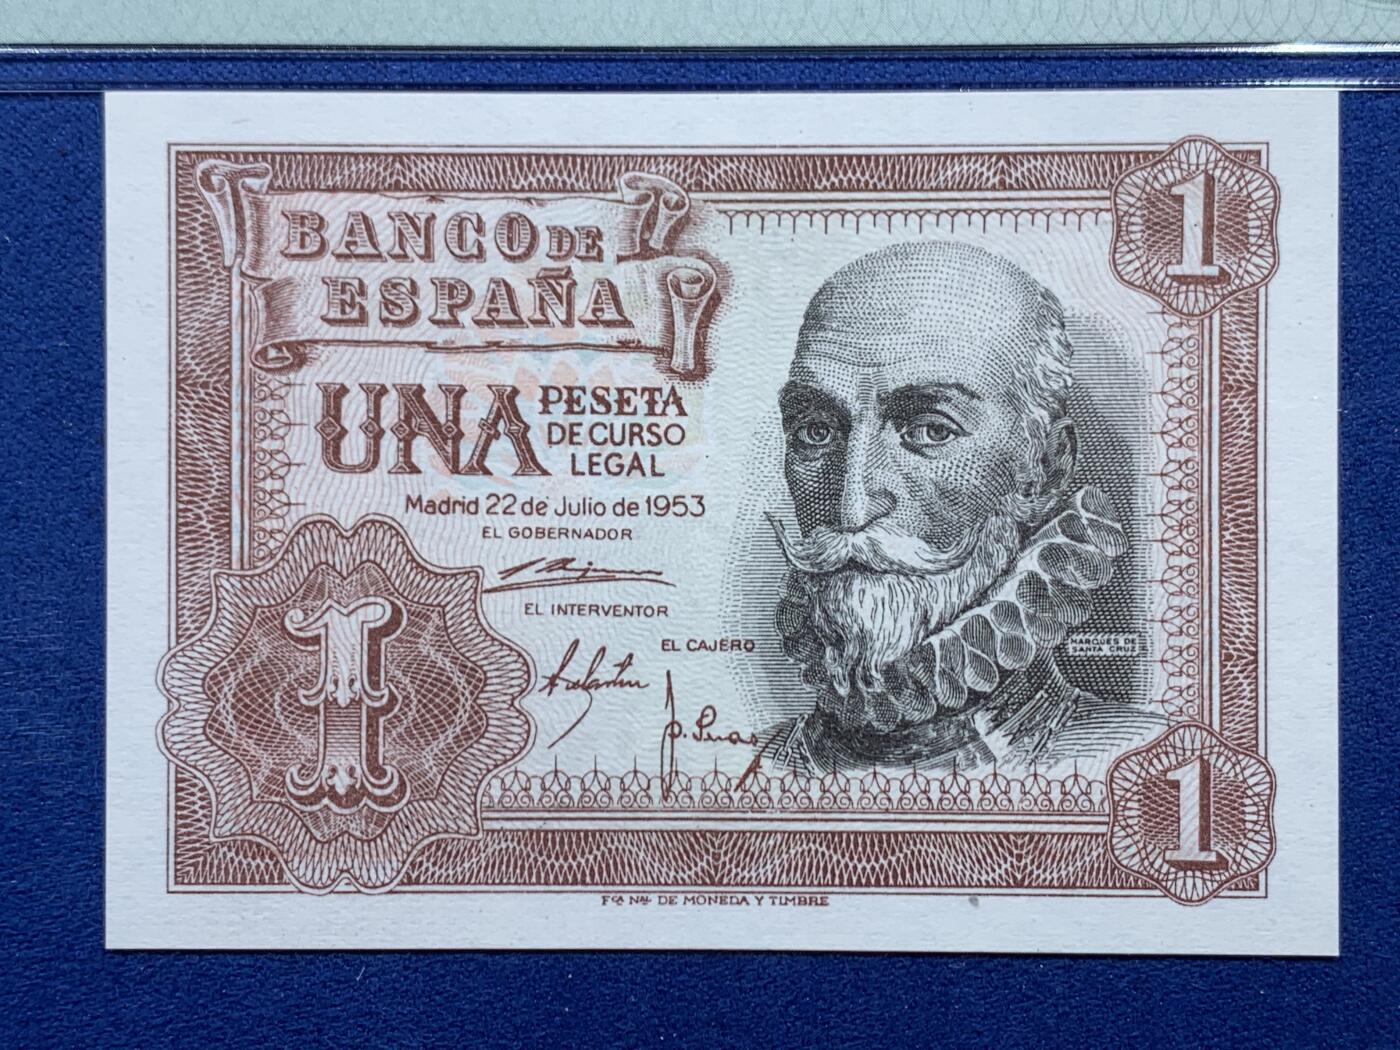 BANCO DE
ESPAÑA
UNA PESETA
DE CURSO
LEGAL
Madrid 22 de Julio de 1953
EL GOBERNADOR
EL INTERVENTOR
EL CAJERO
MARQUES DE
SANTA CRUZ
1
1
1
FCA NAL DE MONEDA Y TIMBRE